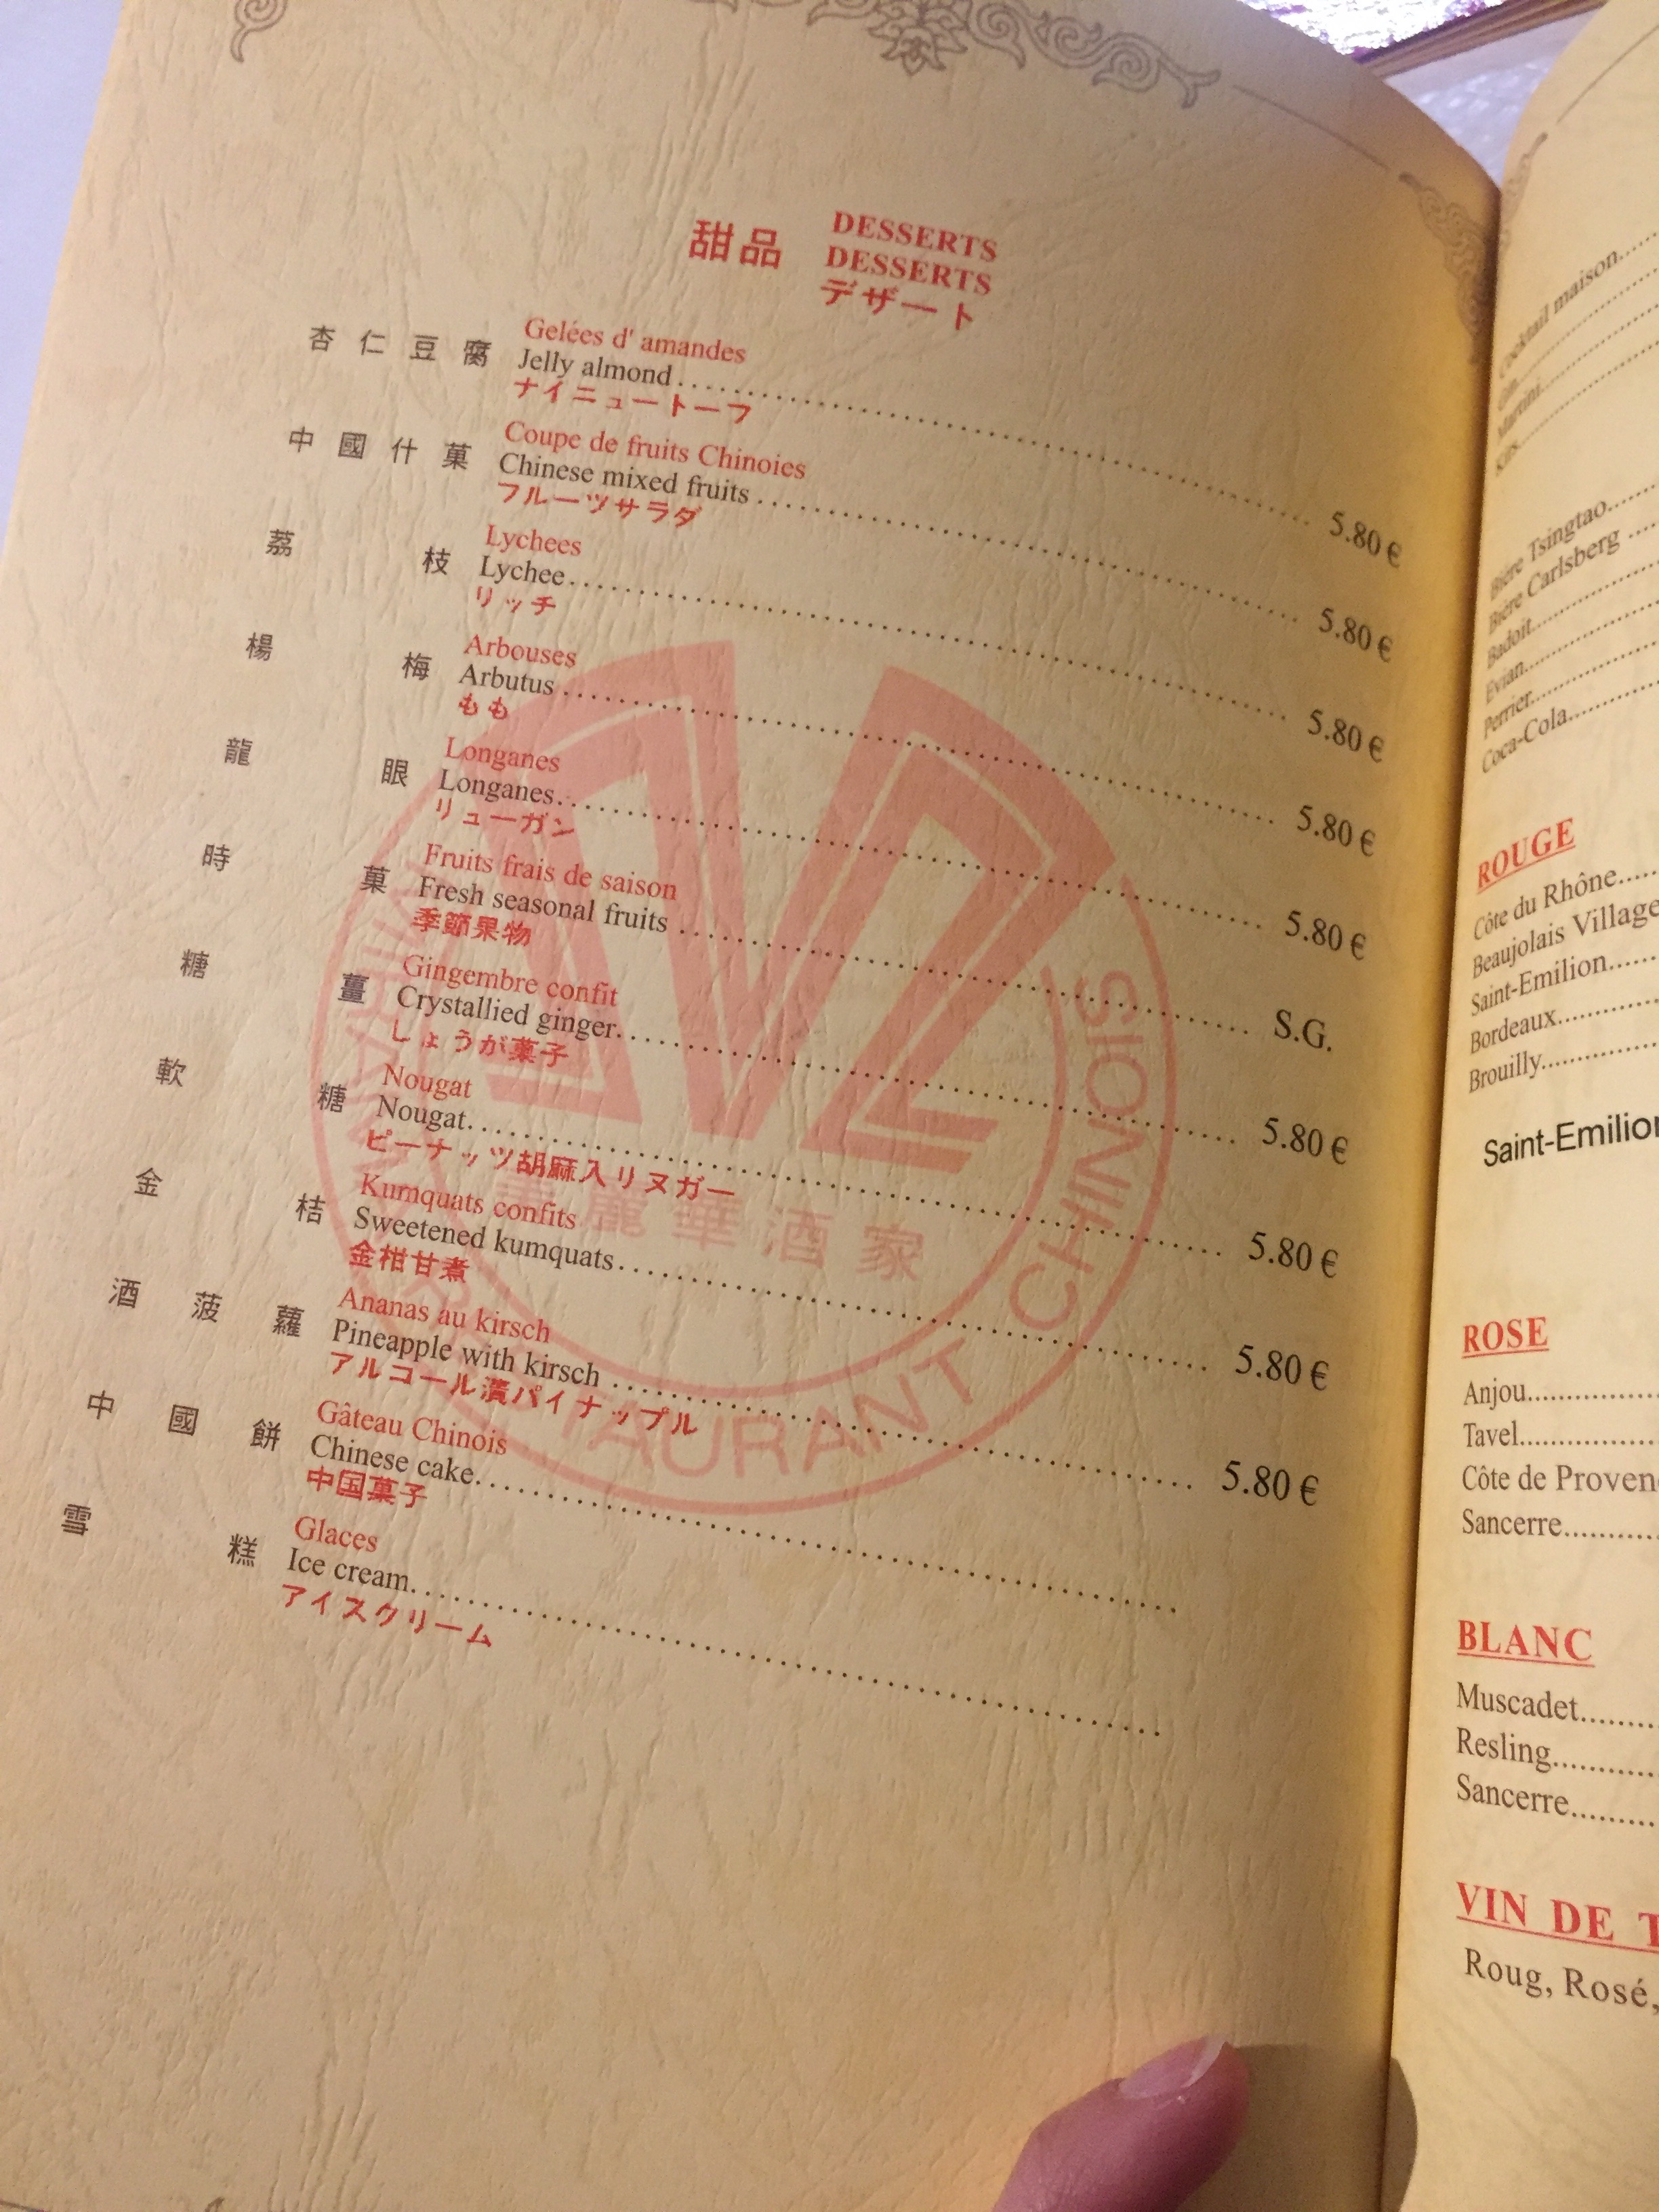 甜品
DESSERTS
DESSERTS
デザート
杏仁豆腐
Gelées d' amandes
Jelly almond 5.80 €
ナイニュートーフ
中國什菓
Coupe de fruits Chinoies
Chinese mixed fruits 5.80 €
フルーツサラダ
荔枝
Lychees
Lychee 5.80 €
リッチ
楊梅
Arbouses
Arbutus 5.80 €
もも
龍眼
Longanes
Longanes 5.80 €
リューガン
時菓
Fruits frais de saison
Fresh seasonal fruits S.G.
季節果物
糖薑
Gingembre confit
Crystallied ginger 5.80 €
しょうが菓子
軟糖
Nougat
Nougat 5.80 €
ピーナッツ胡麻入リヌガー
金桔
Kumquats confits
Sweetened kumquats 5.80 €
金柑甘煮
酒菠蘿
Ananas au kirsch
Pineapple with kirsch 5.80 €
アルコール漬パイナップル
中國餅
Gâteau Chinois
Chinese cake
中国菓子
雪糕
Glaces
Ice cream
アイスクリーム
華酒家
TAURANT CHINOIS
Cocktail maison
Gin
Martini
Kirs
Bière Tsingtao
Bière Carlsberg
Badoit
Evian
Perrier
Coca-Cola
ROUGE
Côte du Rhône
Beaujolais Village
Saint-Emilion
Bordeaux
Brouilly
Saint-Emilion
ROSE
Anjou
Tavel
Côte de Proven
Sancerre
BLANC
Muscadet
Resling
Sancerre
VIN DE T
Roug, Rosé,